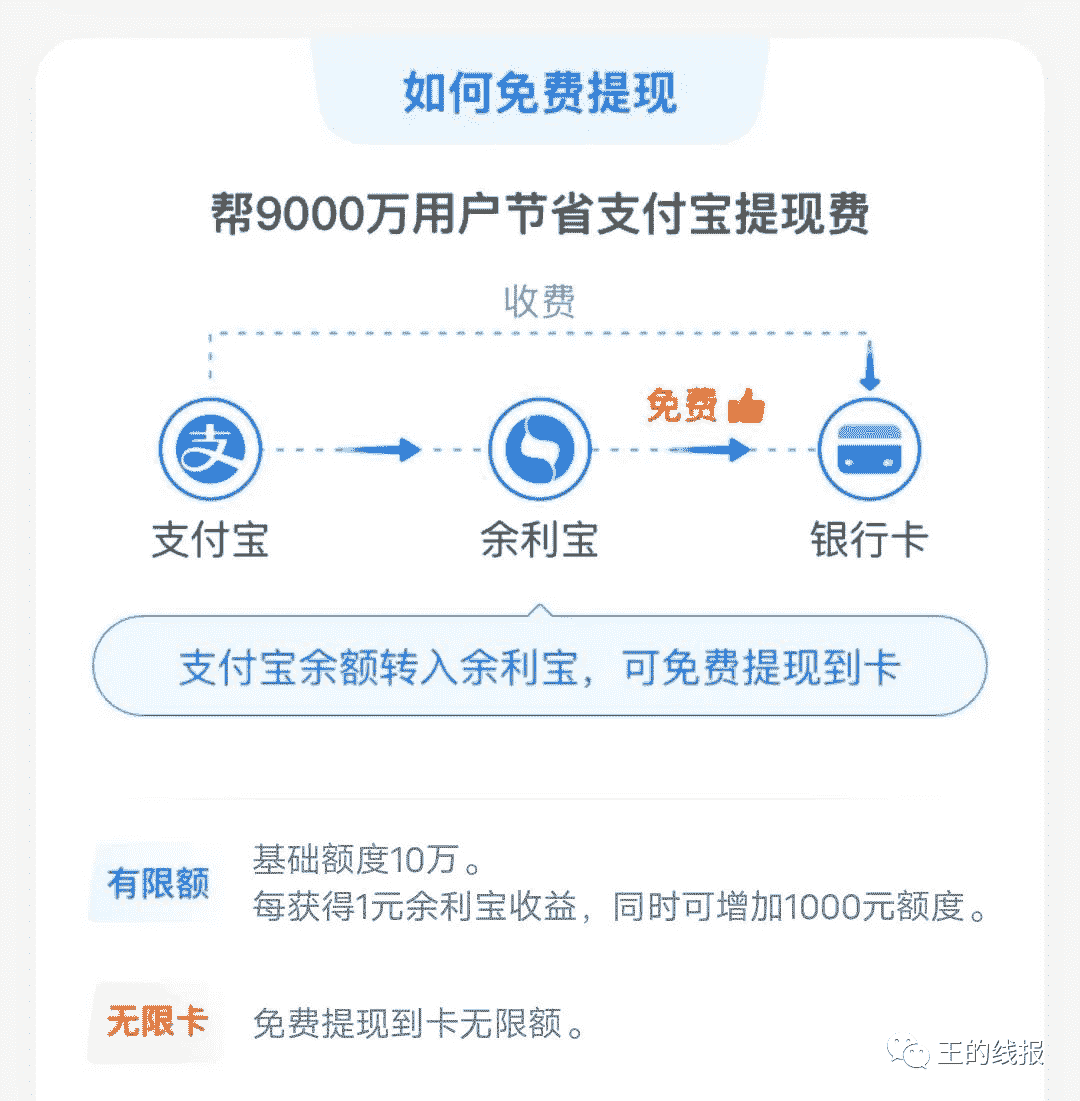 如何免费提现
帮9000万用户节省支付宝提现费
收费
免费
支
支付宝
余利宝
银行卡
支付宝余额转入余利宝，可免费提现到卡
有限额
基础额度10万。
每获得1元余利宝收益，同时可增加1000元额度。
无限卡
免费提现到卡无限额。
王的线报